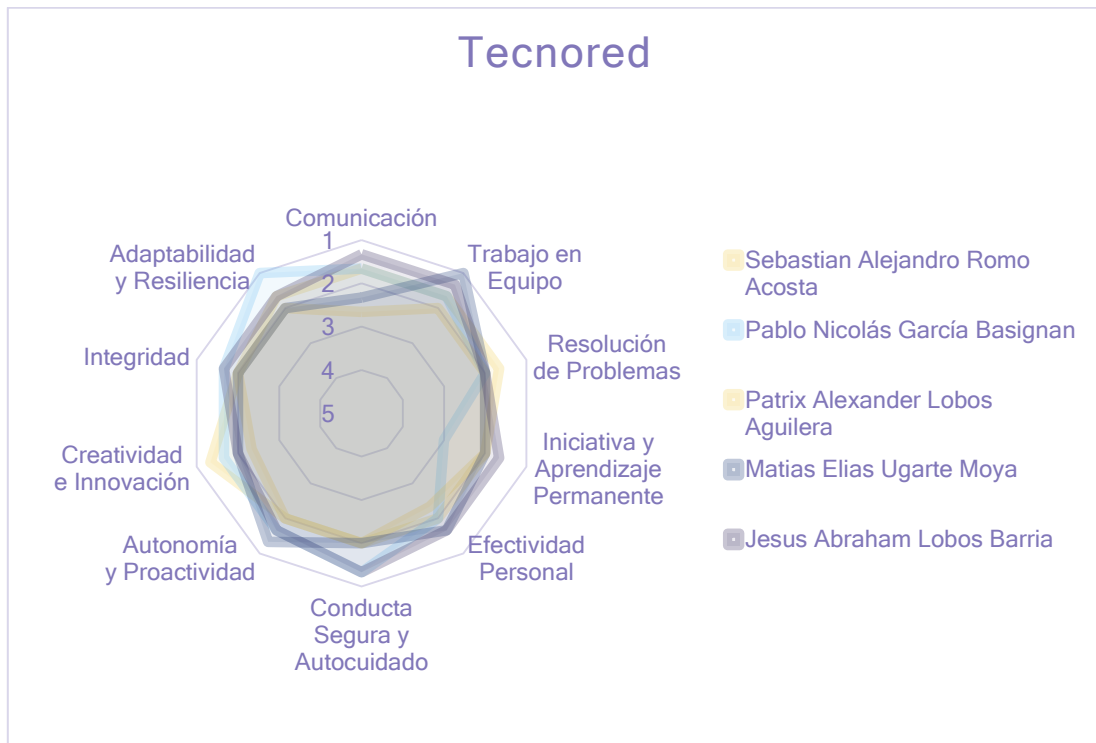 Tecnored
Comunicación
Adaptabilidad
y Resiliencia
1
Trabajo en
Equipo
2
3
4
5
Integridad
Resolución
de Problemas
Creatividad
e Innovación
Iniciativa y
Aprendizaje
Permanente
Autonomía
y Proactividad
Efectividad
Personal
Conducta
Segura y
Autocuidado
Sebastian Alejandro Romo
Acosta
Pablo Nicolás García Basignan
Patrix Alexander Lobos
Aguilera
Matias Elias Ugarte Moya
Jesus Abraham Lobos Barria